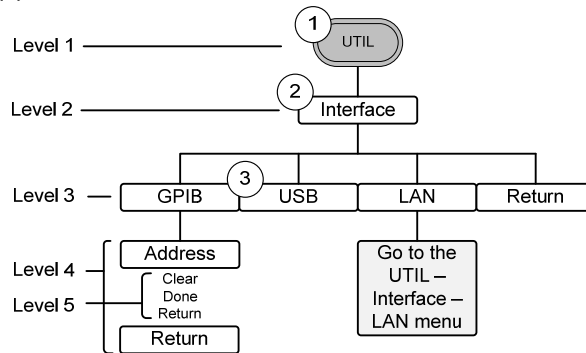 1
UTIL
Level 1
2
Level 2
Interface
3
Level 3
GPIB
USB
LAN
Return
Address
Level 4
Clear
Level 5
Done
Return
Return
Go to the
UTIL –
Interface –
LAN menu